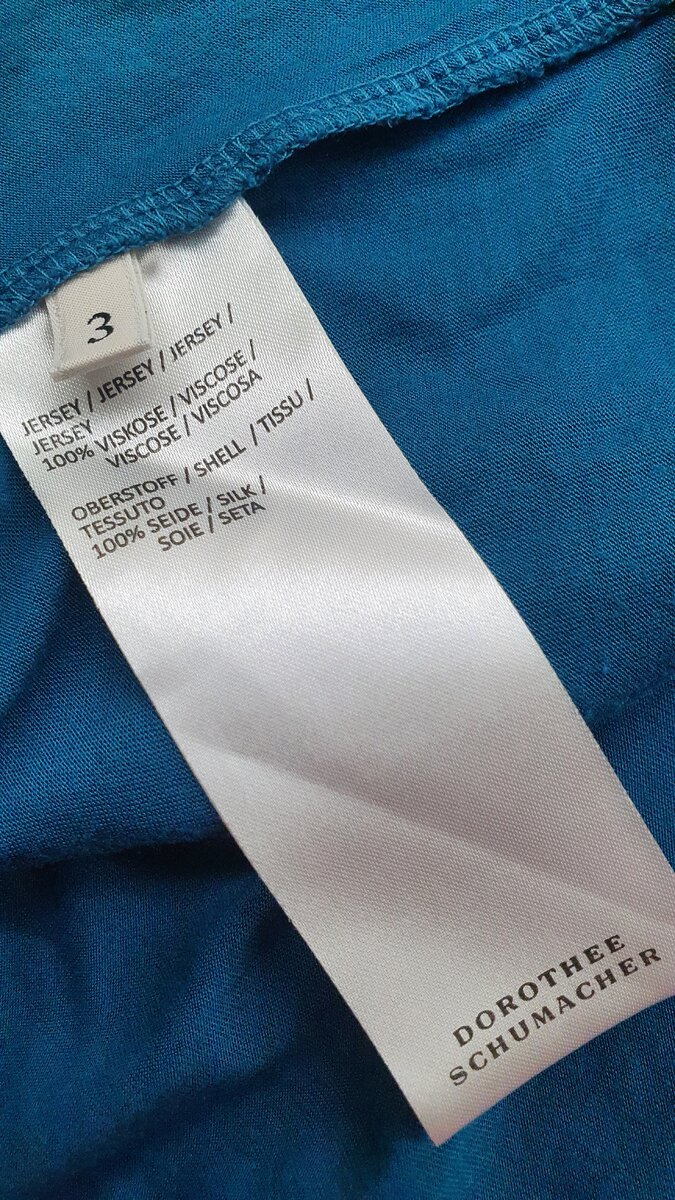 3
JERSEY / JERSEY / JERSEY /
JERSEY
100% VISKOSE / VISCOSE /
VISCOSE / VISCOSA
OBERSTOFF / SHELL / TISSU /
TESSUTO
100% SEIDE / SILK /
SOIE / SETA
DOROTHEE
SCHUMACHER